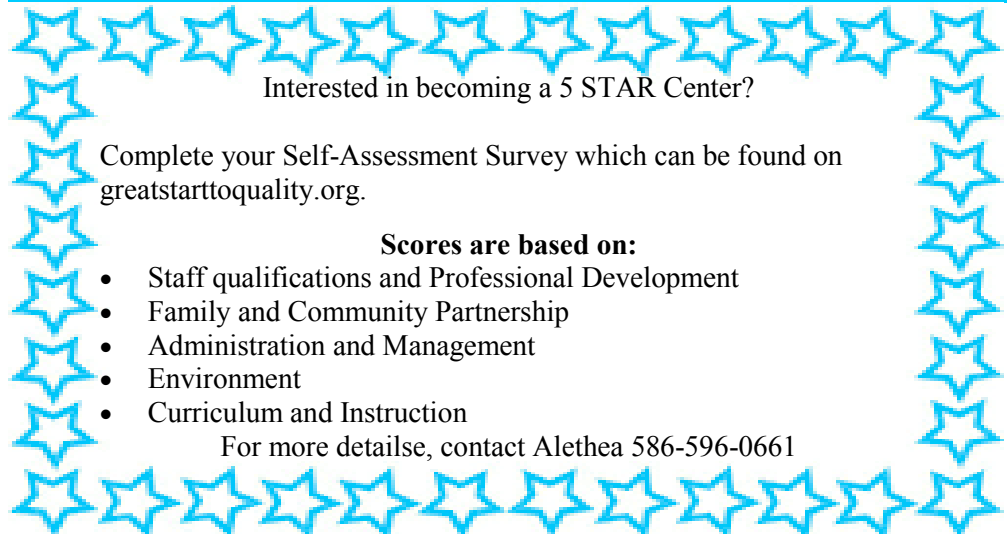 Interested in becoming a 5 STAR Center?
Complete your Self-Assessment Survey which can be found on
greatstarttoquality.org.
Scores are based on:
• Staff qualifications and Professional Development
• Family and Community Partnership
• Administration and Management
• Environment
• Curriculum and Instruction
For more detailse, contact Alethea 586-596-0661